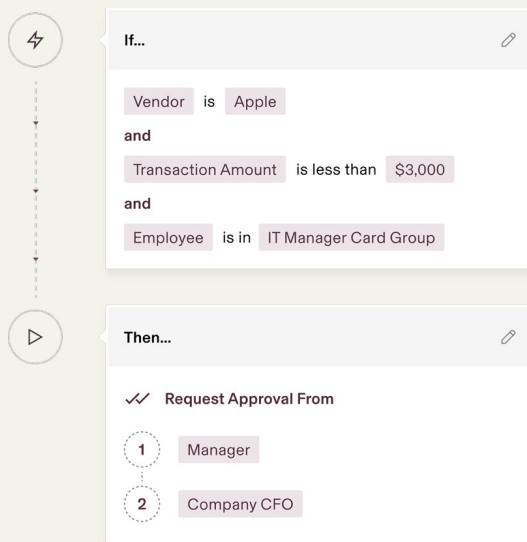 If...
Vendor is Apple
and
Transaction Amount is less than $3,000
and
Employee is in IT Manager Card Group
Then...
Request Approval From
1 Manager
2 Company CFO